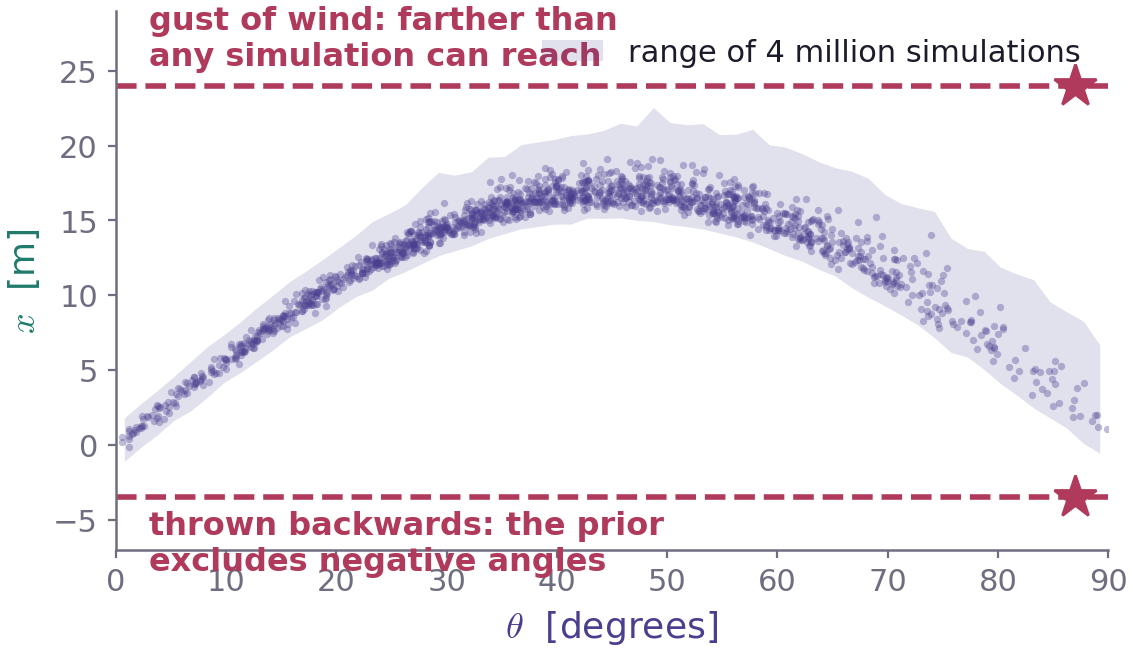 gust of wind: farther than
any simulation can reach
range of 4 million simulations
25
20
15
10
5
0
−5
x [m]
thrown backwards: the prior
excludes negative angles
0 10 20 30 40 50 60 70 80 90
θ [degrees]